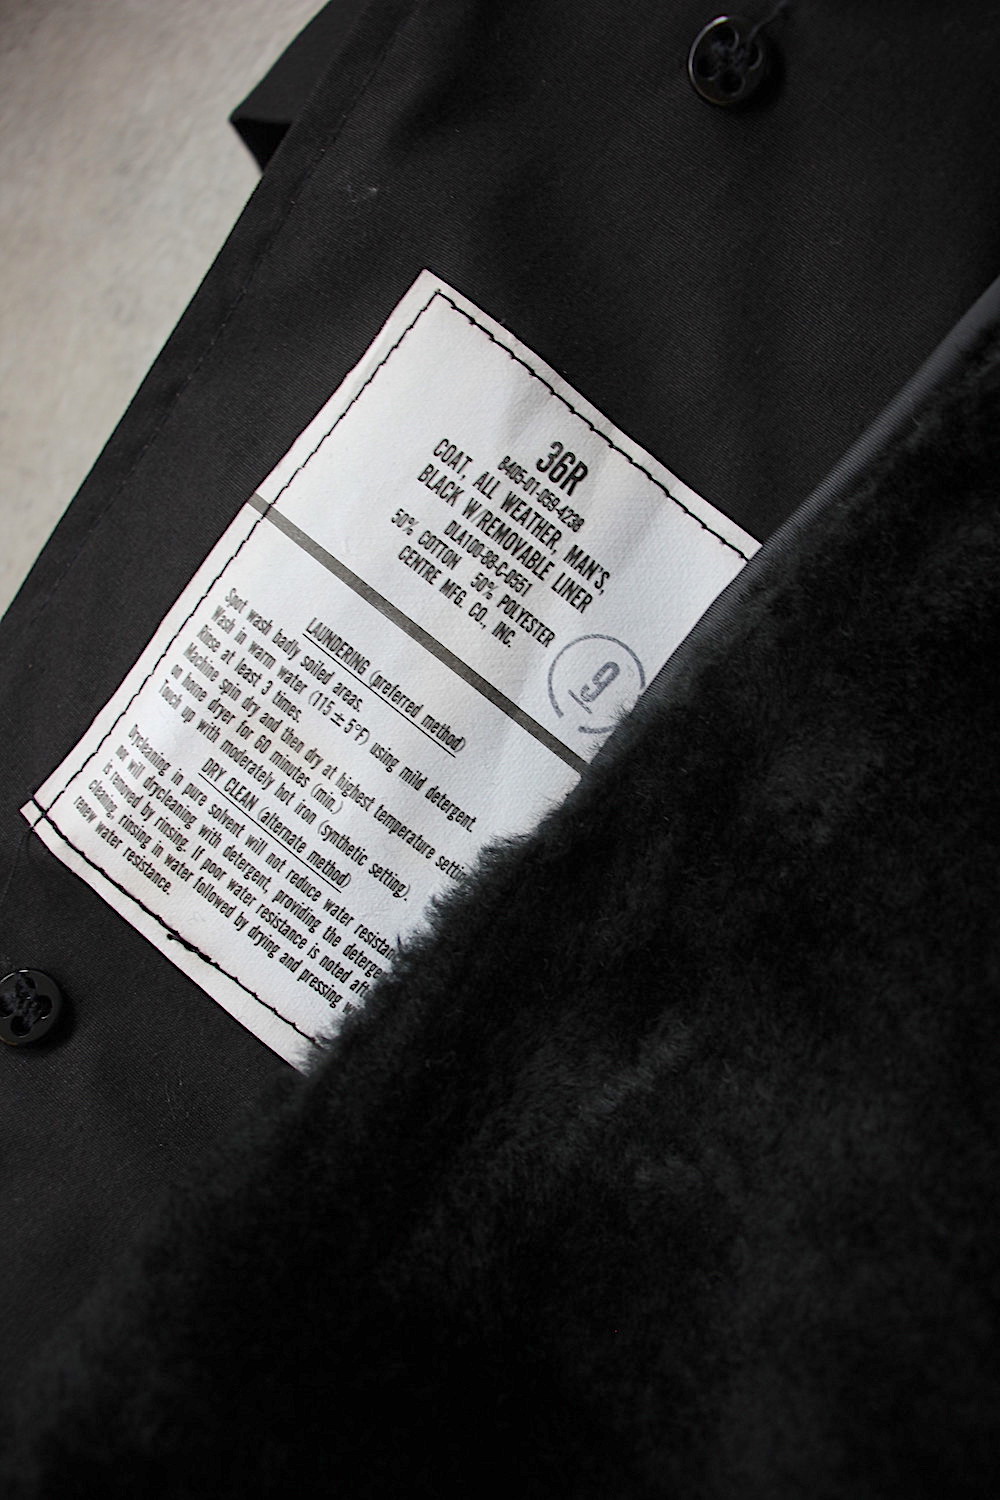 36R
8405-01-059-4238
COAT, ALL WEATHER, MAN'S,
BLACK W/REMOVABLE LINER
DLA100-88-C-0551
50% COTTON 50% POLYESTER
CENTRE MFG. CO., INC.
LAUNDERING (preferred method)
Spot wash badly soiled areas.
Wash in warm water (115±5°F) using mild detergent.
Rinse at least 3 times.
Machine spin dry and then dry at highest temperature
on home dryer for 60 minutes (min.)
Touch up with moderately hot iron (synthetic setting).
DRY CLEAN (alternate method)
Drycleaning in pure solvent will not reduce water
nor will drycleaning with detergent, providing the
is removed by rinsing. If poor water resistance is noted
cleaning, rinsing in water followed by drying and pressing
renew water resistance.